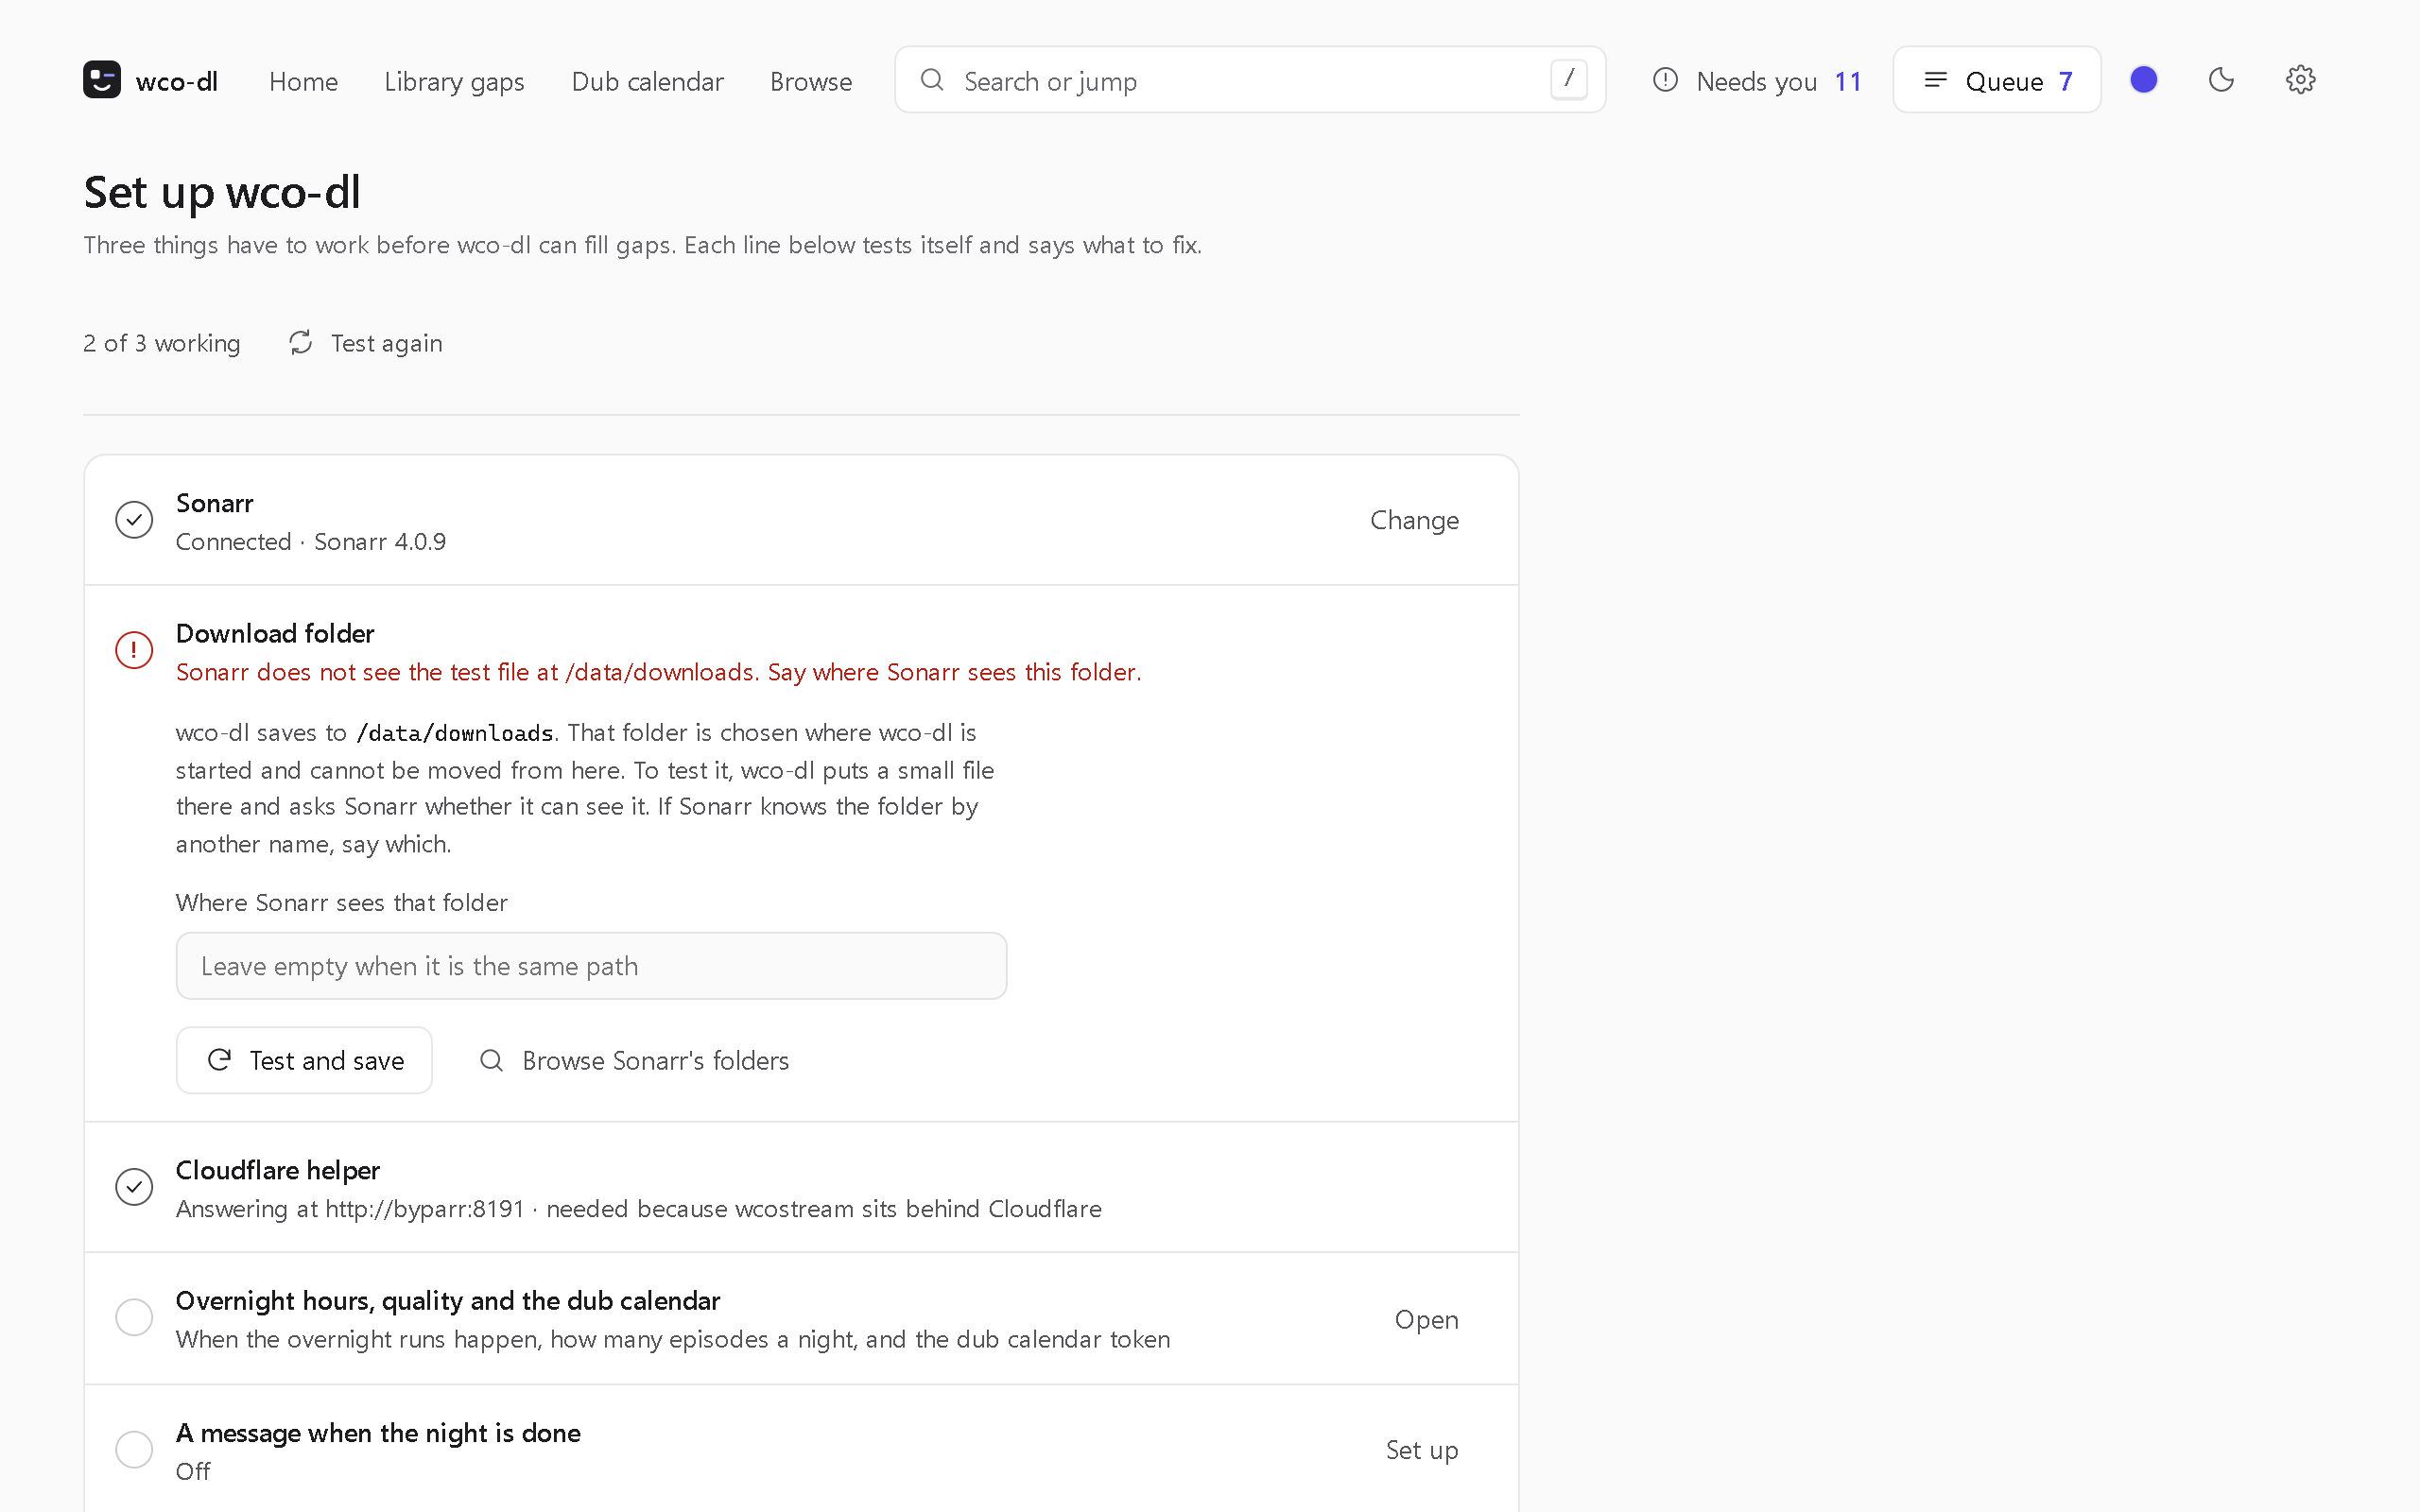 wco-dl
Home
Library gaps
Dub calendar
Browse
Search or jump
/
Needs you 11
Queue 7
Set up wco-dl
Three things have to work before wco-dl can fill gaps. Each line below tests itself and says what to fix.
2 of 3 working
Test again
Sonarr
Connected · Sonarr 4.0.9
Change
Download folder
Sonarr does not see the test file at /data/downloads. Say where Sonarr sees this folder.
wco-dl saves to /data/downloads. That folder is chosen where wco-dl is
started and cannot be moved from here. To test it, wco-dl puts a small file
there and asks Sonarr whether it can see it. If Sonarr knows the folder by
another name, say which.
Where Sonarr sees that folder
Leave empty when it is the same path
Test and save
Browse Sonarr's folders
Cloudflare helper
Answering at http://byparr:8191 · needed because wcostream sits behind Cloudflare
Overnight hours, quality and the dub calendar
When the overnight runs happen, how many episodes a night, and the dub calendar token
Open
A message when the night is done
Off
Set up